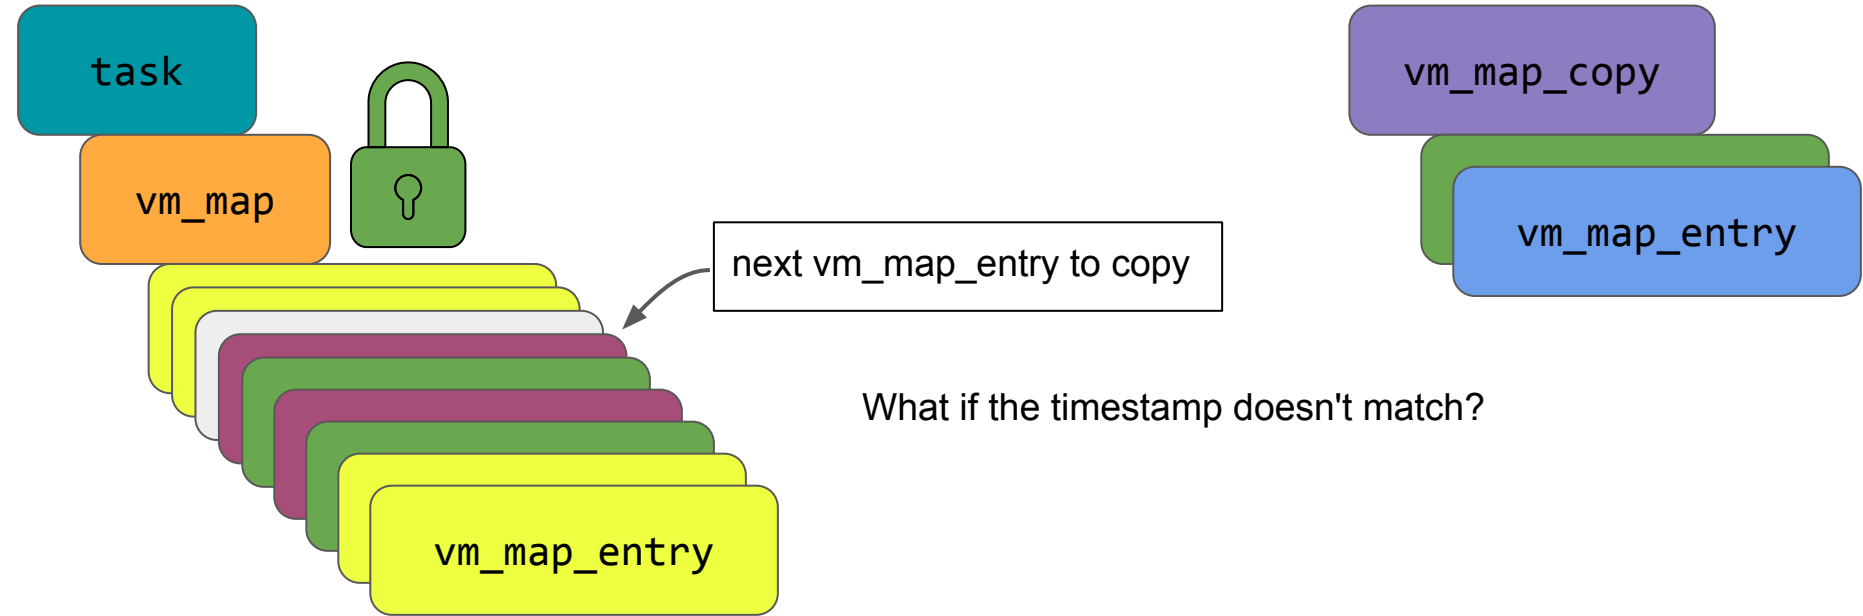 task
vm_map_copy
vm_map
vm_map_entry
next vm_map_entry to copy
What if the timestamp doesn't match?
vm_map_entry